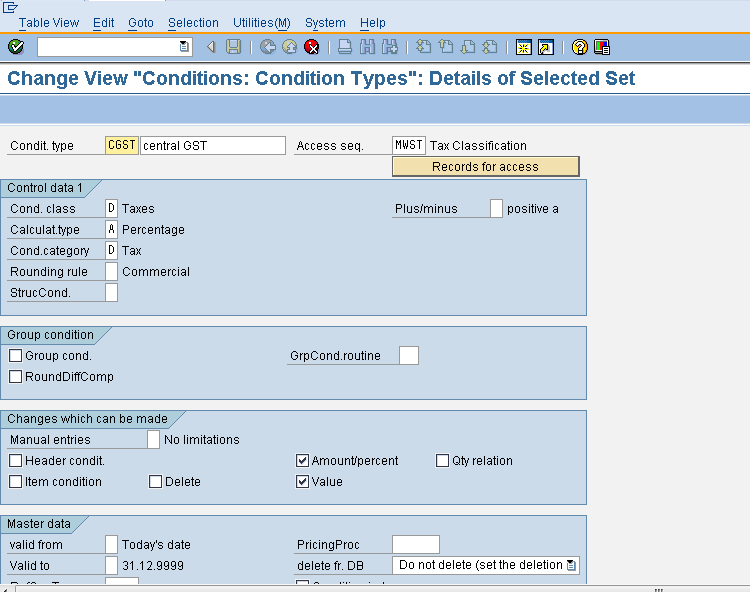 Table View Edit Goto Selection Utilities(M) System Help
Change View "Conditions: Condition Types": Details of Selected Set
Condit. type CGST central GST Access seq. MWST Tax Classification
Records for access
Control data 1
Cond. class D Taxes Plus/minus positive a
Calculat.type A Percentage
Cond.category D Tax
Rounding rule Commercial
StrucCond.
Group condition
Group cond. GrpCond.routine
RoundDiffComp
Changes which can be made
Manual entries No limitations
Header condit. Amount/percent Qty relation
Item condition Delete Value
Master data
valid from Today's date PricingProc
Valid to 31.12.9999 delete fr. DB Do not delete (set the deletion